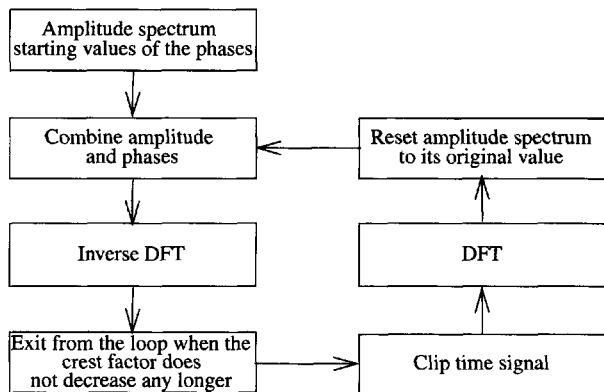 Amplitude spectrum
starting values of the phases
Combine amplitude
and phases
Reset amplitude spectrum
to its original value
Inverse DFT
DFT
Exit from the loop when the
crest factor does
not decrease any longer
Clip time signal